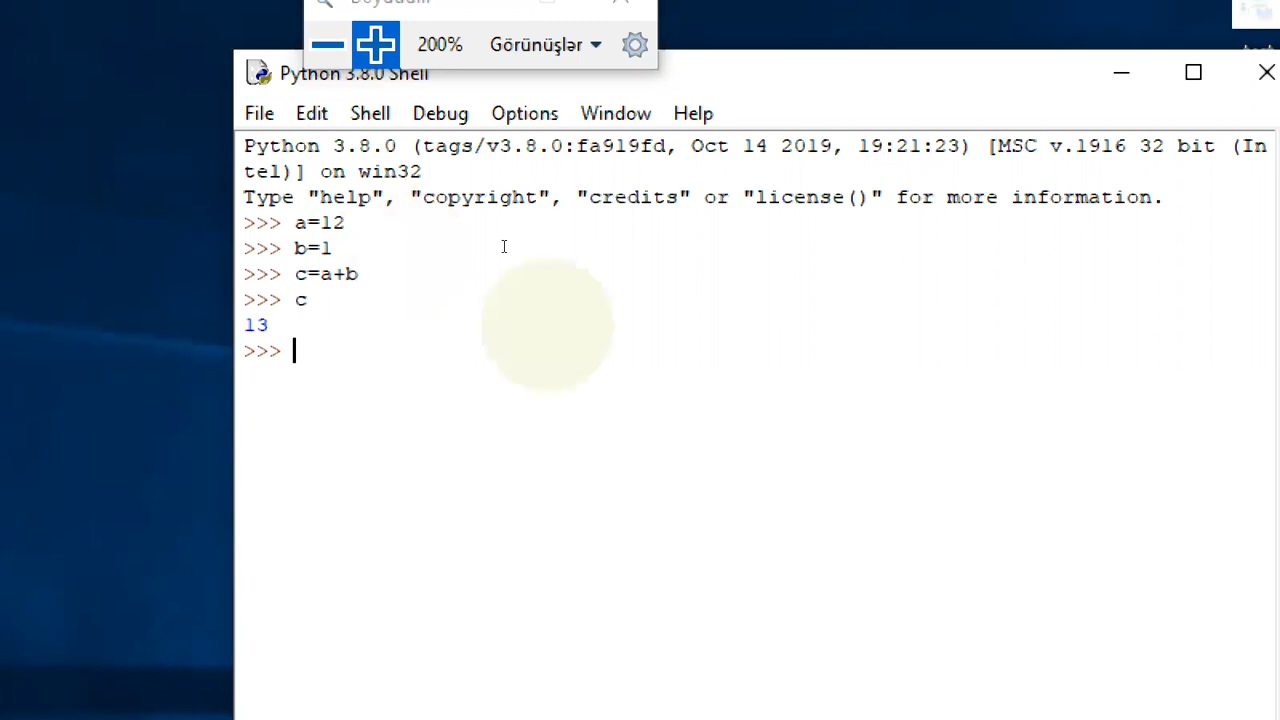 200% Görünüşlər
Python 3.8.0 Shell
File Edit Shell Debug Options Window Help
Python 3.8.0 (tags/v3.8.0:fa919fd, Oct 14 2019, 19:21:23) [MSC v.1916 32 bit (In
tel)] on win32
Type "help", "copyright", "credits" or "license()" for more information.
>>> a=12
>>> b=1
>>> c=a+b
>>> c
13
>>>